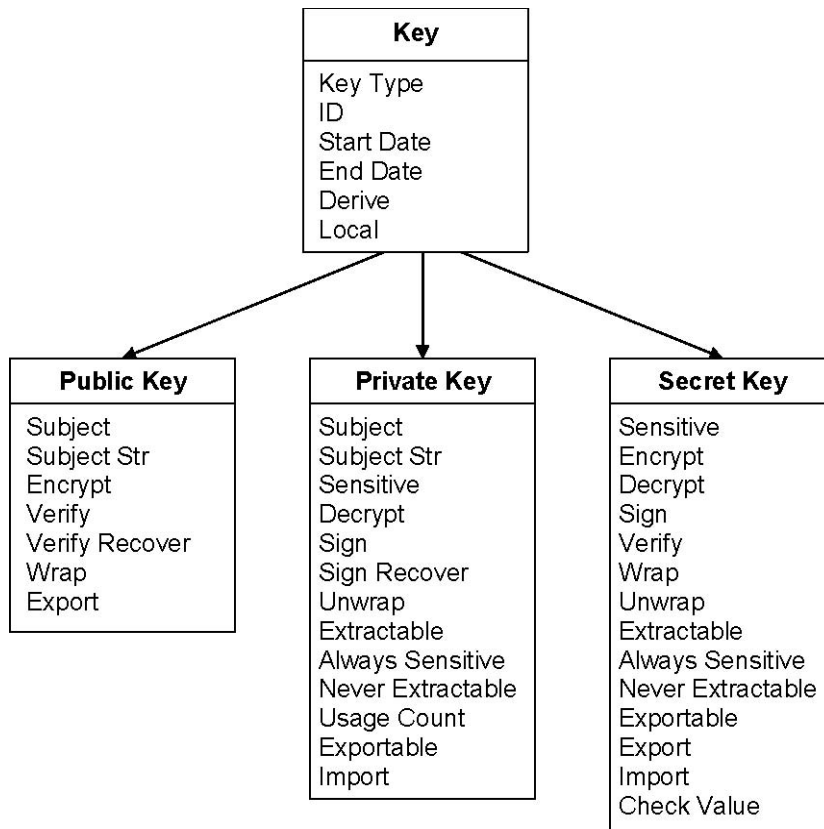 Key
Key Type
ID
Start Date
End Date
Derive
Local
Public Key
Subject
Subject Str
Encrypt
Verify
Verify Recover
Wrap
Export
Private Key
Subject
Subject Str
Sensitive
Decrypt
Sign
Sign Recover
Unwrap
Extractable
Always Sensitive
Never Extractable
Usage Count
Exportable
Import
Secret Key
Sensitive
Encrypt
Decrypt
Sign
Verify
Wrap
Unwrap
Extractable
Always Sensitive
Never Extractable
Exportable
Export
Import
Check Value